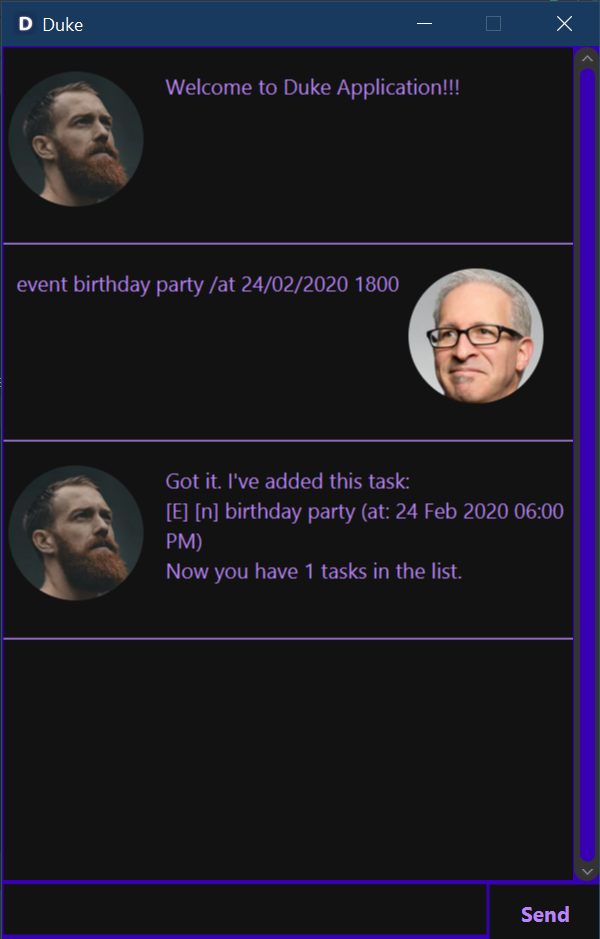 D Duke
Welcome to Duke Application!!!
event birthday party /at 24/02/2020 1800
Got it. I've added this task:
[E] [n] birthday party (at: 24 Feb 2020 06:00
PM)
Now you have 1 tasks in the list.
Send